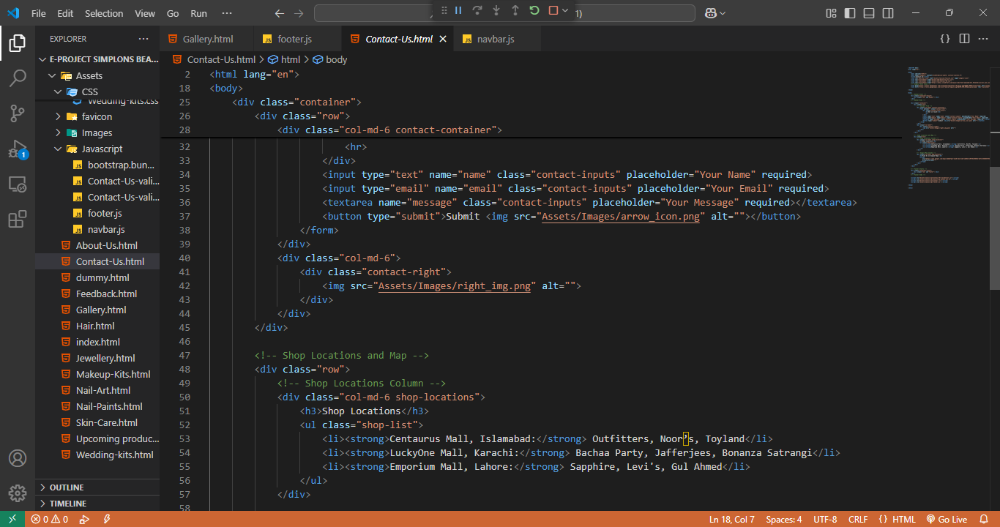 File Edit Selection View Go Run ··· 1)
EXPLORER ···
E-PROJECT SIMPLONS BEA...
Assets
CSS
Wedding-kits.css
favicon
Images
Javascript
bootstrap.bun...
Contact-Us-vali...
Contact-Us-vali...
footer.js
navbar.js
About-Us.html
Contact-Us.html
dummy.html
Feedback.html
Gallery.html
Hair.html
index.html
Jewellery.html
Makeup-Kits.html
Nail-Art.html
Nail-Paints.html
Skin-Care.html
Upcoming produc...
Wedding-kits.html
OUTLINE
TIMELINE
1
Gallery.html JS footer.js Contact-Us.html JS navbar.js
Contact-Us.html > html > body
2 <html lang="en">
18 <body>
25 <div class="container">
26 <div class="row">
28 <div class="col-md-6 contact-container">
32 <hr>
33 </div>
34 <input type="text" name="name" class="contact-inputs" placeholder="Your Name" required>
35 <input type="email" name="email" class="contact-inputs" placeholder="Your Email" required>
36 <textarea name="message" class="contact-inputs" placeholder="Your Message" required></textarea>
37 <button type="submit">Submit <img src="Assets/Images/arrow_icon.png" alt=""></button>
38 </form>
39 </div>
40 <div class="col-md-6">
41 <div class="contact-right">
42 <img src="Assets/Images/right_img.png" alt="">
43 </div>
44 </div>
45 </div>
46
47 <!-- Shop Locations and Map -->
48 <div class="row">
49 <!-- Shop Locations Column -->
50 <div class="col-md-6 shop-locations">
51 <h3>Shop Locations</h3>
52 <ul class="shop-list">
53 <li><strong>Centaurus Mall, Islamabad:</strong> Outfitters, Noor’s, Toyland</li>
54 <li><strong>LuckyOne Mall, Karachi:</strong> Bachaa Party, Jafferjees, Bonanza Satrangi</li>
55 <li><strong>Emporium Mall, Lahore:</strong> Sapphire, Levi's, Gul Ahmed</li>
56 </ul>
57 </div>
58
0 0 Ln 18, Col 7 Spaces: 4 UTF-8 CRLF {} HTML Go Live